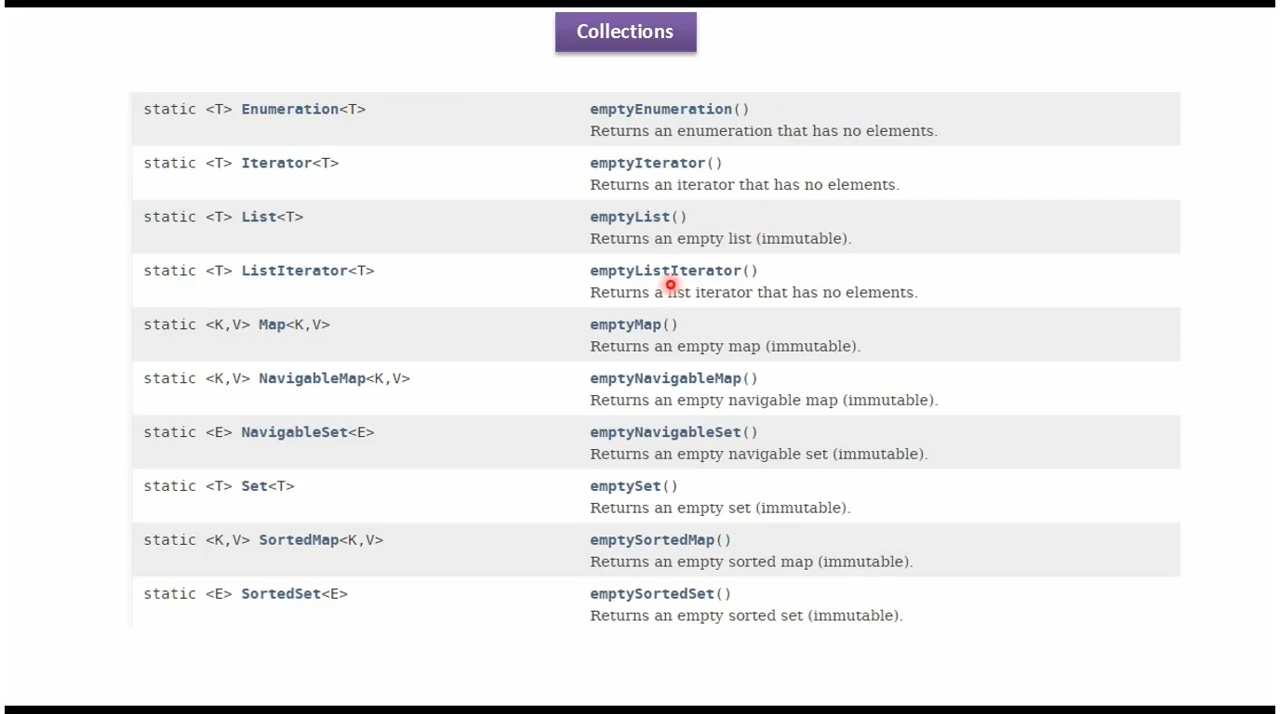 Collections
static <T> Enumeration<T> emptyEnumeration()
Returns an enumeration that has no elements.
static <T> Iterator<T> emptyIterator()
Returns an iterator that has no elements.
static <T> List<T> emptyList()
Returns an empty list (immutable).
static <T> ListIterator<T> emptyListIterator()
Returns a list iterator that has no elements.
static <K,V> Map<K,V> emptyMap()
Returns an empty map (immutable).
static <K,V> NavigableMap<K,V> emptyNavigableMap()
Returns an empty navigable map (immutable).
static <E> NavigableSet<E> emptyNavigableSet()
Returns an empty navigable set (immutable).
static <T> Set<T> emptySet()
Returns an empty set (immutable).
static <K,V> SortedMap<K,V> emptySortedMap()
Returns an empty sorted map (immutable).
static <E> SortedSet<E> emptySortedSet()
Returns an empty sorted set (immutable).